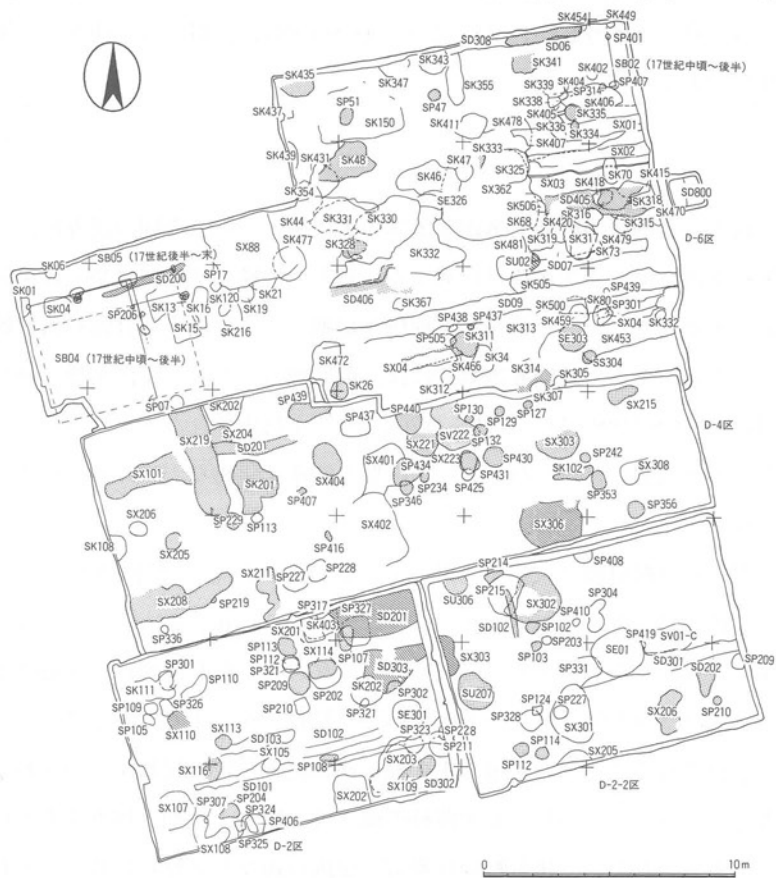 SK454
SK449
SK343
SD308
SD06
SP401
SK435
SK347
SK355
SK341
SK402
SB02 (17世紀中頃〜後半)
SK339
SK404
SP407
SP314
SP51
SP47
SK338
SK406
SK437
SK150
SK411
SK478
SK405
SK335
SK336
SK334
SX01
SK407
SK439
SK431
SK48
SK333
SX02
SK47
SK325
SK70
SK415
SK354
SK46
SX362
SX03
SK418
SD800
SE326
SD405
SK318
SK44
SK331
SK330
SK506
SK316
SK470
SK68
SK420
SK315
SX88
SK477
SK328
SK332
SK481
SK319
SK317
SK479
D-6区
SB05 (17世紀後半〜末)
SU02
SD07
SK73
SK06
SD200
SP17
SK505
SK01
SK04
SP206
SK13
SK16
SK120
SK21
SD406
SK367
SD09
SP439
SK15
SK19
SK500
SK80
SP301
SK216
SP438
SP437
SK313
SK459
SX04
SK332
SP505
SK311
SE303
SK453
SB04 (17世紀中頃〜後半)
SK472
SX04
SK34
SS304
SK466
SK314
SK26
SK312
SK305
SP07
SK202
SP439
SK307
SP437
SP440
SP130
SP127
SX215
SP129
SX219
SX204
SV222
D-4区
SD201
SX221
SP132
SX303
SX101
SX401
SX223
SP430
SP242
SX404
SP434
SP431
SK102
SX308
SK201
SP234
SP425
SP407
SP346
SP353
SX206
SP229
SP113
SX402
SP356
SX306
SK108
SX205
SP416
SP214
SP408
SX211
SP227
SP228
SU306
SP215
SX302
SP304
SX208
SP219
SP317
SP327
SP410
SK403
SD201
SD102
SP102
SP336
SX201
SP203
SP419
SV01-C
SP113
SX114
SP107
SX303
SP103
SE01
SP301
SP112
SD303
SP331
SD301
SD202
SP209
SP321
SK111
SP110
SP209
SP202
SK202
SP302
SU207
SP326
SP109
SP210
SP321
SP124
SP227
SX206
SP210
SE301
SP328
SP105
SX110
SX113
SD103
SD102
SP323
SP228
SX301
SP211
SP114
SX205
SX116
SX105
SP108
SX203
SP112
SD101
D-2-2区
SX109
SD302
SX107
SP307
SP204
SX202
SP324
SP406
SX108
SP325
D-2区
0
10m